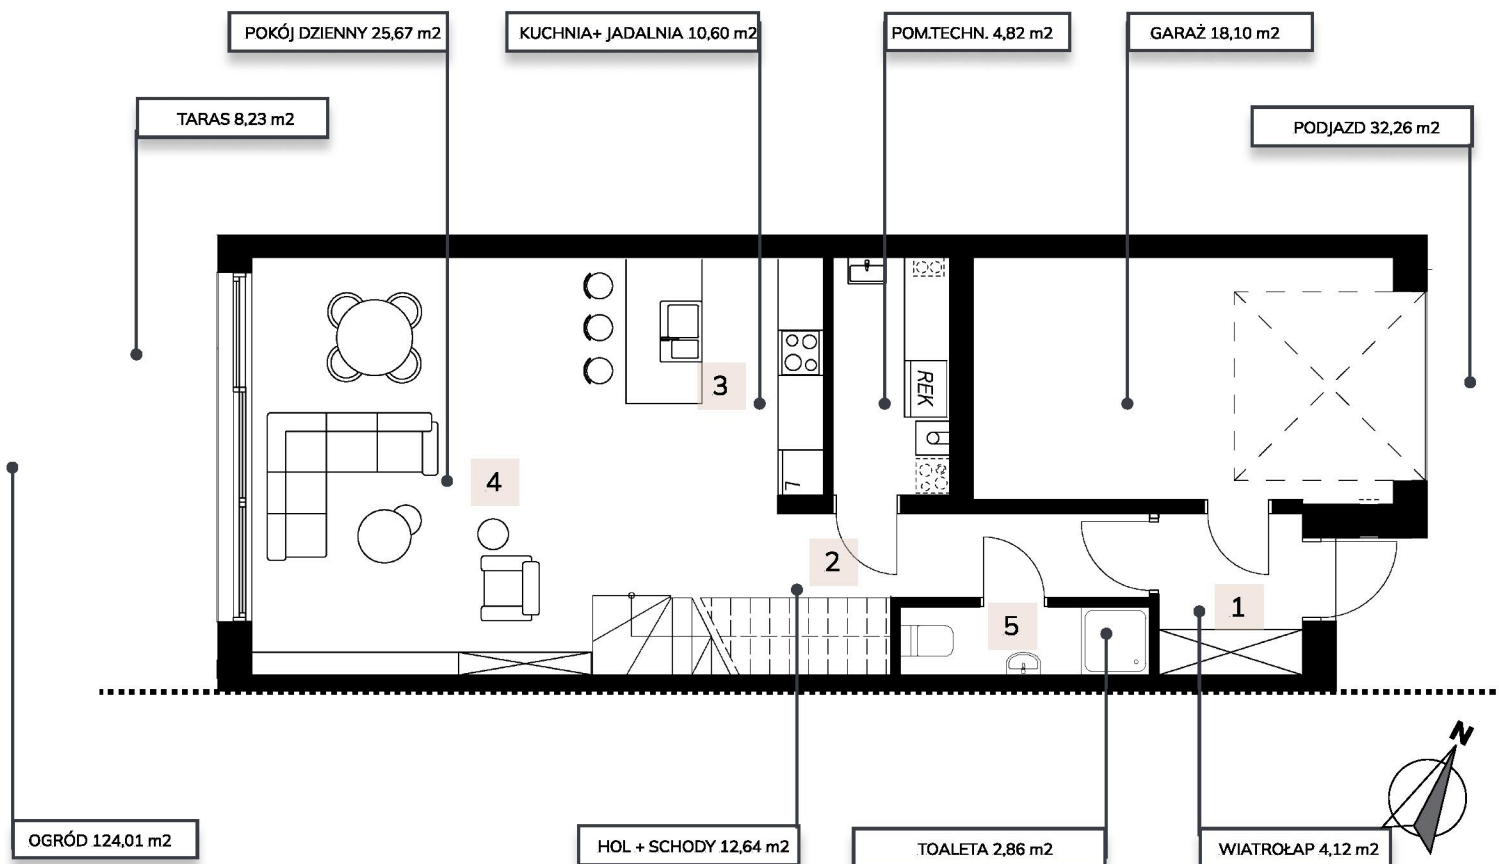 POKÓJ DZIENNY 25,67 m2
KUCHNIA+ JADALNIA 10,60 m2
POM.TECHN. 4,82 m2
GARAŻ 18,10 m2
TARAS 8,23 m2
PODJAZD 32,26 m2
3
REK
4
L
2
1
5
N
OGRÓD 124,01 m2
HOL + SCHODY 12,64 m2
TOALETA 2,86 m2
WIATROŁAP 4,12 m2